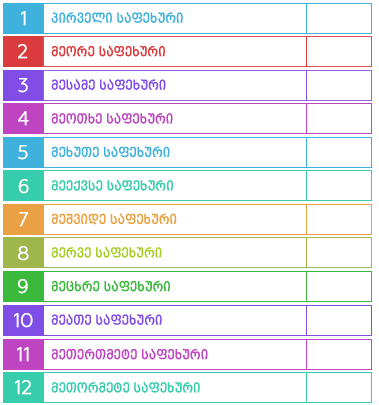 1 პირველი საფეხური
2 მეორე საფეხური
3 მესამე საფეხური
4 მეოთხე საფეხური
5 მეხუთე საფეხური
6 მეექვსე საფეხური
7 მეშვიდე საფეხური
8 მერვე საფეხური
9 მეცხრე საფეხური
10 მეათე საფეხური
11 მეთერთმეტე საფეხური
12 მეთორმეტე საფეხური